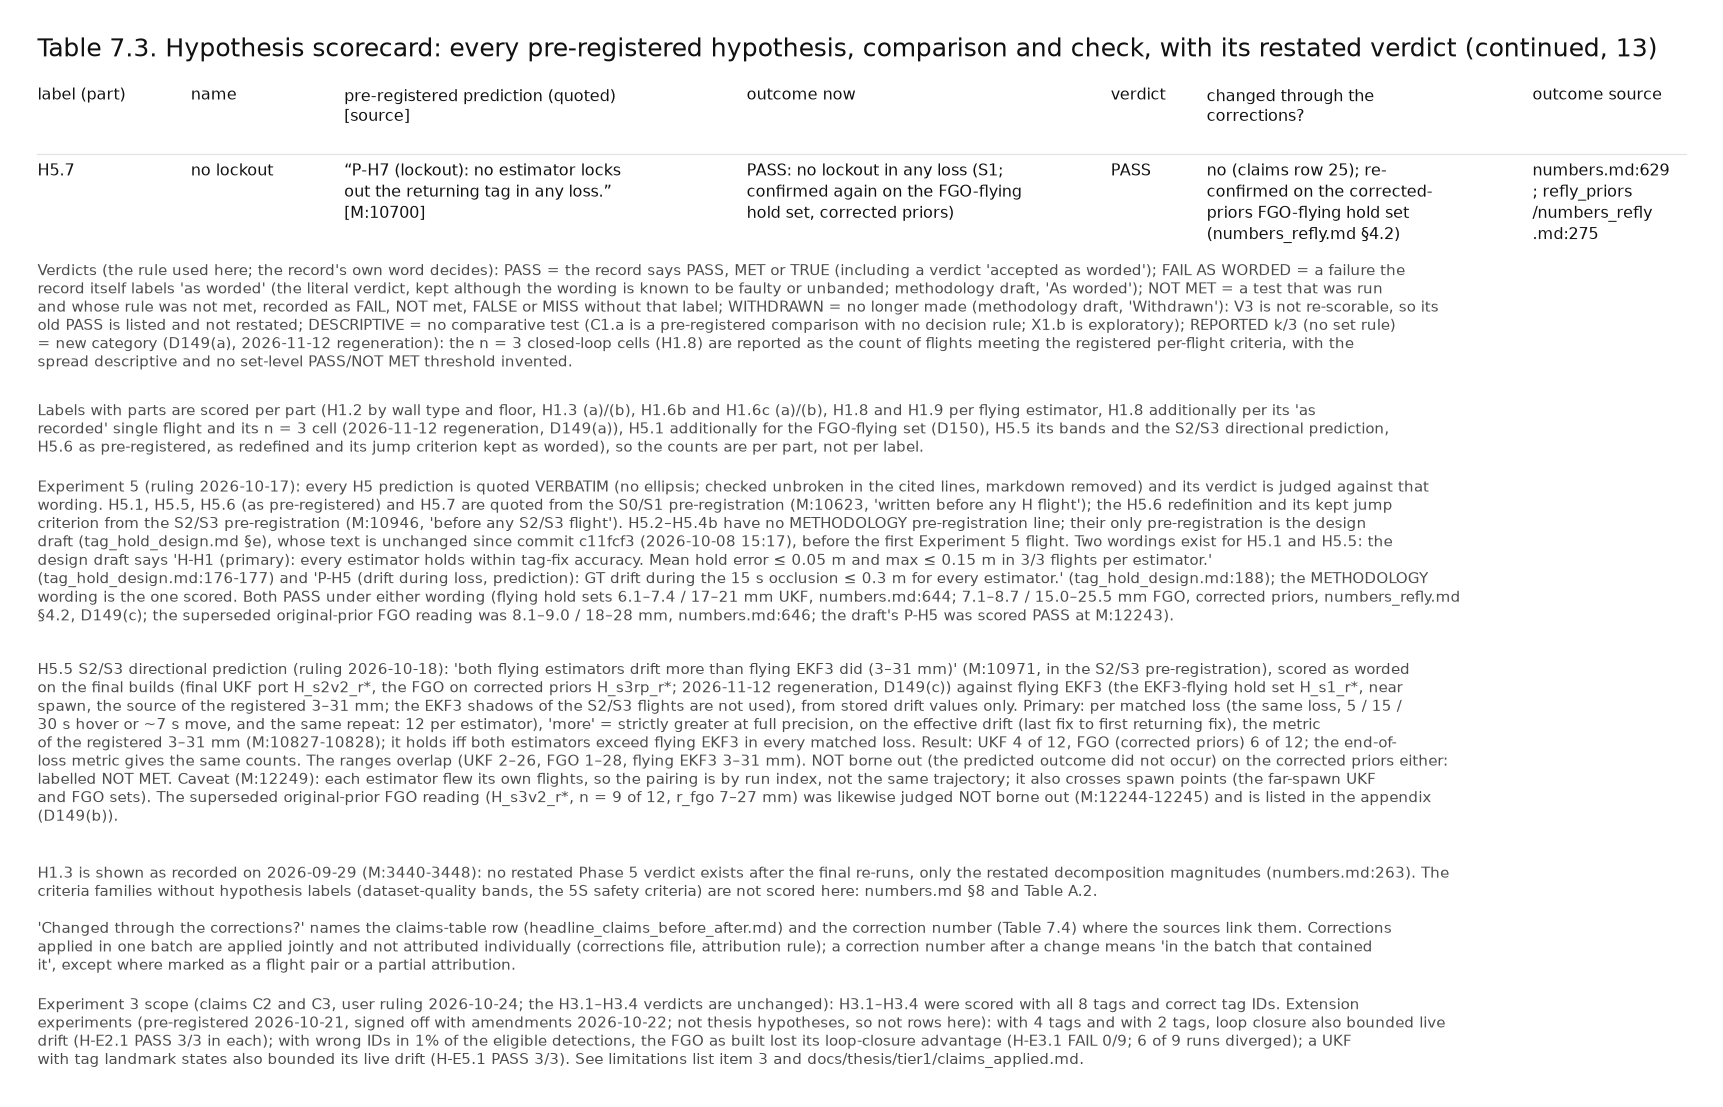 Table 7.3. Hypothesis scorecard: every pre-registered hypothesis, comparison and check, with its restated verdict (continued, 13)
label (part)
name
pre-registered prediction (quoted)
[source]
outcome now
verdict
changed through the
corrections?
outcome source
H5.7
no lockout
“P-H7 (lockout): no estimator locks
out the returning tag in any loss.”
[M:10700]
PASS: no lockout in any loss (S1;
confirmed again on the FGO-flying
hold set, corrected priors)
PASS
no (claims row 25); re-
confirmed on the corrected-
priors FGO-flying hold set
(numbers_refly.md §4.2)
numbers.md:629
; refly_priors
/numbers_refly
.md:275
Verdicts (the rule used here; the record's own word decides): PASS = the record says PASS, MET or TRUE (including a verdict 'accepted as worded'); FAIL AS WORDED = a failure the
record itself labels 'as worded' (the literal verdict, kept although the wording is known to be faulty or unbanded; methodology draft, 'As worded'); NOT MET = a test that was run
and whose rule was not met, recorded as FAIL, NOT met, FALSE or MISS without that label; WITHDRAWN = no longer made (methodology draft, 'Withdrawn'): V3 is not re-scorable, so its
old PASS is listed and not restated; DESCRIPTIVE = no comparative test (C1.a is a pre-registered comparison with no decision rule; X1.b is exploratory); REPORTED k/3 (no set rule)
= new category (D149(a), 2026-11-12 regeneration): the n = 3 closed-loop cells (H1.8) are reported as the count of flights meeting the registered per-flight criteria, with the
spread descriptive and no set-level PASS/NOT MET threshold invented.
Labels with parts are scored per part (H1.2 by wall type and floor, H1.3 (a)/(b), H1.6b and H1.6c (a)/(b), H1.8 and H1.9 per flying estimator, H1.8 additionally per its 'as
recorded' single flight and its n = 3 cell (2026-11-12 regeneration, D149(a)), H5.1 additionally for the FGO-flying set (D150), H5.5 its bands and the S2/S3 directional prediction,
H5.6 as pre-registered, as redefined and its jump criterion kept as worded), so the counts are per part, not per label.
Experiment 5 (ruling 2026-10-17): every H5 prediction is quoted VERBATIM (no ellipsis; checked unbroken in the cited lines, markdown removed) and its verdict is judged against that
wording. H5.1, H5.5, H5.6 (as pre-registered) and H5.7 are quoted from the S0/S1 pre-registration (M:10623, 'written before any H flight'); the H5.6 redefinition and its kept jump
criterion from the S2/S3 pre-registration (M:10946, 'before any S2/S3 flight'). H5.2–H5.4b have no METHODOLOGY pre-registration line; their only pre-registration is the design
draft (tag_hold_design.md §e), whose text is unchanged since commit c11fcf3 (2026-10-08 15:17), before the first Experiment 5 flight. Two wordings exist for H5.1 and H5.5: the
design draft says 'H-H1 (primary): every estimator holds within tag-fix accuracy. Mean hold error ≤ 0.05 m and max ≤ 0.15 m in 3/3 flights per estimator.'
(tag_hold_design.md:176-177) and 'P-H5 (drift during loss, prediction): GT drift during the 15 s occlusion ≤ 0.3 m for every estimator.' (tag_hold_design.md:188); the METHODOLOGY
wording is the one scored. Both PASS under either wording (flying hold sets 6.1–7.4 / 17–21 mm UKF, numbers.md:644; 7.1–8.7 / 15.0–25.5 mm FGO, corrected priors, numbers_refly.md
§4.2, D149(c); the superseded original-prior FGO reading was 8.1–9.0 / 18–28 mm, numbers.md:646; the draft's P-H5 was scored PASS at M:12243).
H5.5 S2/S3 directional prediction (ruling 2026-10-18): 'both flying estimators drift more than flying EKF3 did (3–31 mm)' (M:10971, in the S2/S3 pre-registration), scored as worded
on the final builds (final UKF port H_s2v2_r*, the FGO on corrected priors H_s3rp_r*; 2026-11-12 regeneration, D149(c)) against flying EKF3 (the EKF3-flying hold set H_s1_r*, near
spawn, the source of the registered 3–31 mm; the EKF3 shadows of the S2/S3 flights are not used), from stored drift values only. Primary: per matched loss (the same loss, 5 / 15 /
30 s hover or ~7 s move, and the same repeat: 12 per estimator), 'more' = strictly greater at full precision, on the effective drift (last fix to first returning fix), the metric
of the registered 3–31 mm (M:10827-10828); it holds iff both estimators exceed flying EKF3 in every matched loss. Result: UKF 4 of 12, FGO (corrected priors) 6 of 12; the end-of-
loss metric gives the same counts. The ranges overlap (UKF 2–26, FGO 1–28, flying EKF3 3–31 mm). NOT borne out (the predicted outcome did not occur) on the corrected priors either:
labelled NOT MET. Caveat (M:12249): each estimator flew its own flights, so the pairing is by run index, not the same trajectory; it also crosses spawn points (the far-spawn UKF
and FGO sets). The superseded original-prior FGO reading (H_s3v2_r*, n = 9 of 12, r_fgo 7–27 mm) was likewise judged NOT borne out (M:12244-12245) and is listed in the appendix
(D149(b)).
H1.3 is shown as recorded on 2026-09-29 (M:3440-3448): no restated Phase 5 verdict exists after the final re-runs, only the restated decomposition magnitudes (numbers.md:263). The
criteria families without hypothesis labels (dataset-quality bands, the 5S safety criteria) are not scored here: numbers.md §8 and Table A.2.
'Changed through the corrections?' names the claims-table row (headline_claims_before_after.md) and the correction number (Table 7.4) where the sources link them. Corrections
applied in one batch are applied jointly and not attributed individually (corrections file, attribution rule); a correction number after a change means 'in the batch that contained
it', except where marked as a flight pair or a partial attribution.
Experiment 3 scope (claims C2 and C3, user ruling 2026-10-24; the H3.1–H3.4 verdicts are unchanged): H3.1–H3.4 were scored with all 8 tags and correct tag IDs. Extension
experiments (pre-registered 2026-10-21, signed off with amendments 2026-10-22; not thesis hypotheses, so not rows here): with 4 tags and with 2 tags, loop closure also bounded live
drift (H-E2.1 PASS 3/3 in each); with wrong IDs in 1% of the eligible detections, the FGO as built lost its loop-closure advantage (H-E3.1 FAIL 0/9; 6 of 9 runs diverged); a UKF
with tag landmark states also bounded its live drift (H-E5.1 PASS 3/3). See limitations list item 3 and docs/thesis/tier1/claims_applied.md.